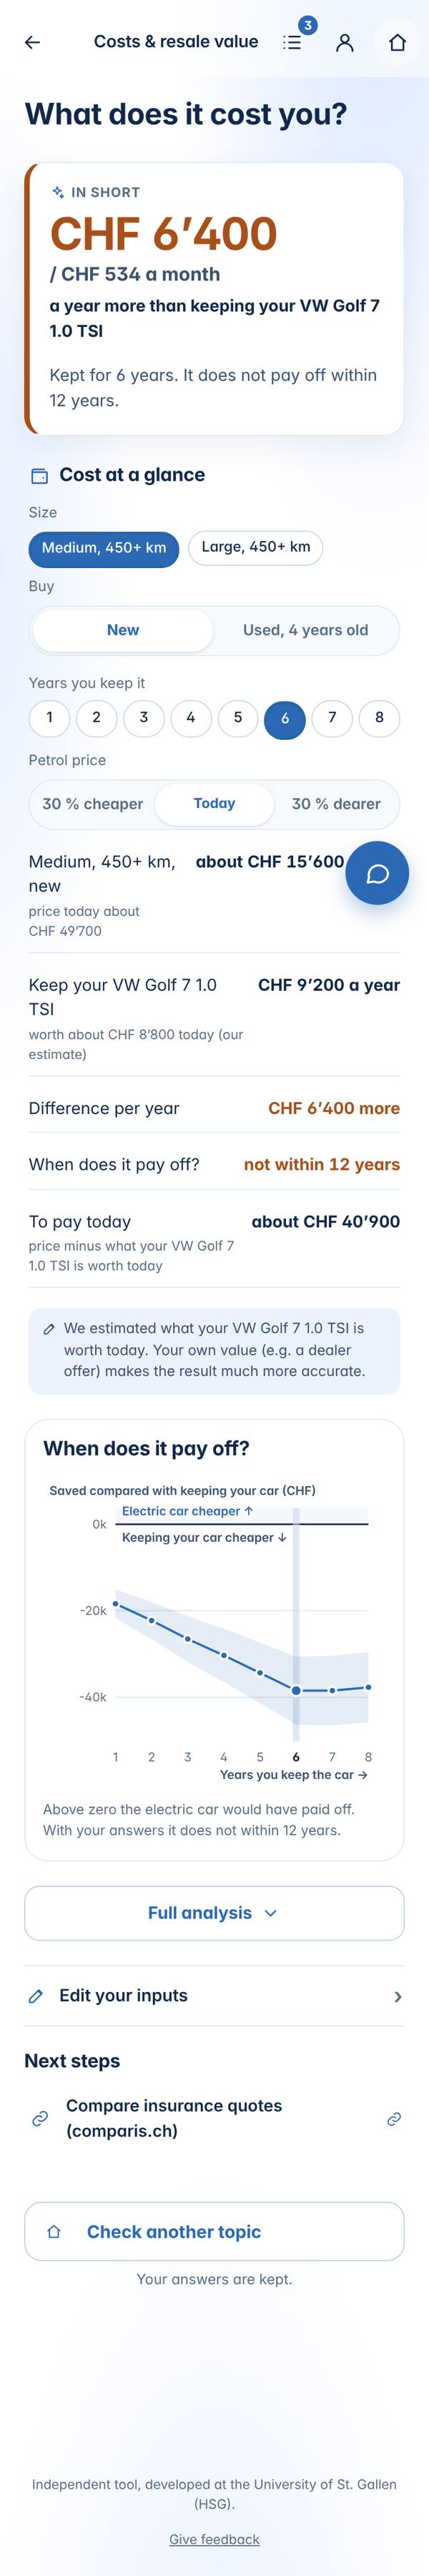 Costs & resale value
3
What does it cost you?
IN SHORT
CHF 6’400
/ CHF 534 a month
a year more than keeping your VW Golf 7
1.0 TSI
Kept for 6 years. It does not pay off within
12 years.
Cost at a glance
Size
Medium, 450+ km
Large, 450+ km
Buy
New
Used, 4 years old
Years you keep it
1 2 3 4 5 6 7 8
Petrol price
30 % cheaper
Today
30 % dearer
Medium, 450+ km,
new
about CHF 15’600
price today about
CHF 49’700
Keep your VW Golf 7 1.0
TSI
CHF 9’200 a year
worth about CHF 8’800 today (our
estimate)
Difference per year
CHF 6’400 more
When does it pay off?
not within 12 years
To pay today
about CHF 40’900
price minus what your VW Golf 7
1.0 TSI is worth today
We estimated what your VW Golf 7 1.0 TSI is
worth today. Your own value (e.g. a dealer
offer) makes the result much more accurate.
When does it pay off?
Saved compared with keeping your car (CHF)
Electric car cheaper ↑
0k
Keeping your car cheaper ↓
-20k
-40k
1 2 3 4 5 6 7 8
Years you keep the car →
Above zero the electric car would have paid off.
With your answers it does not within 12 years.
Full analysis
Edit your inputs
Next steps
Compare insurance quotes
(comparis.ch)
Check another topic
Your answers are kept.
Independent tool, developed at the University of St. Gallen
(HSG).
Give feedback